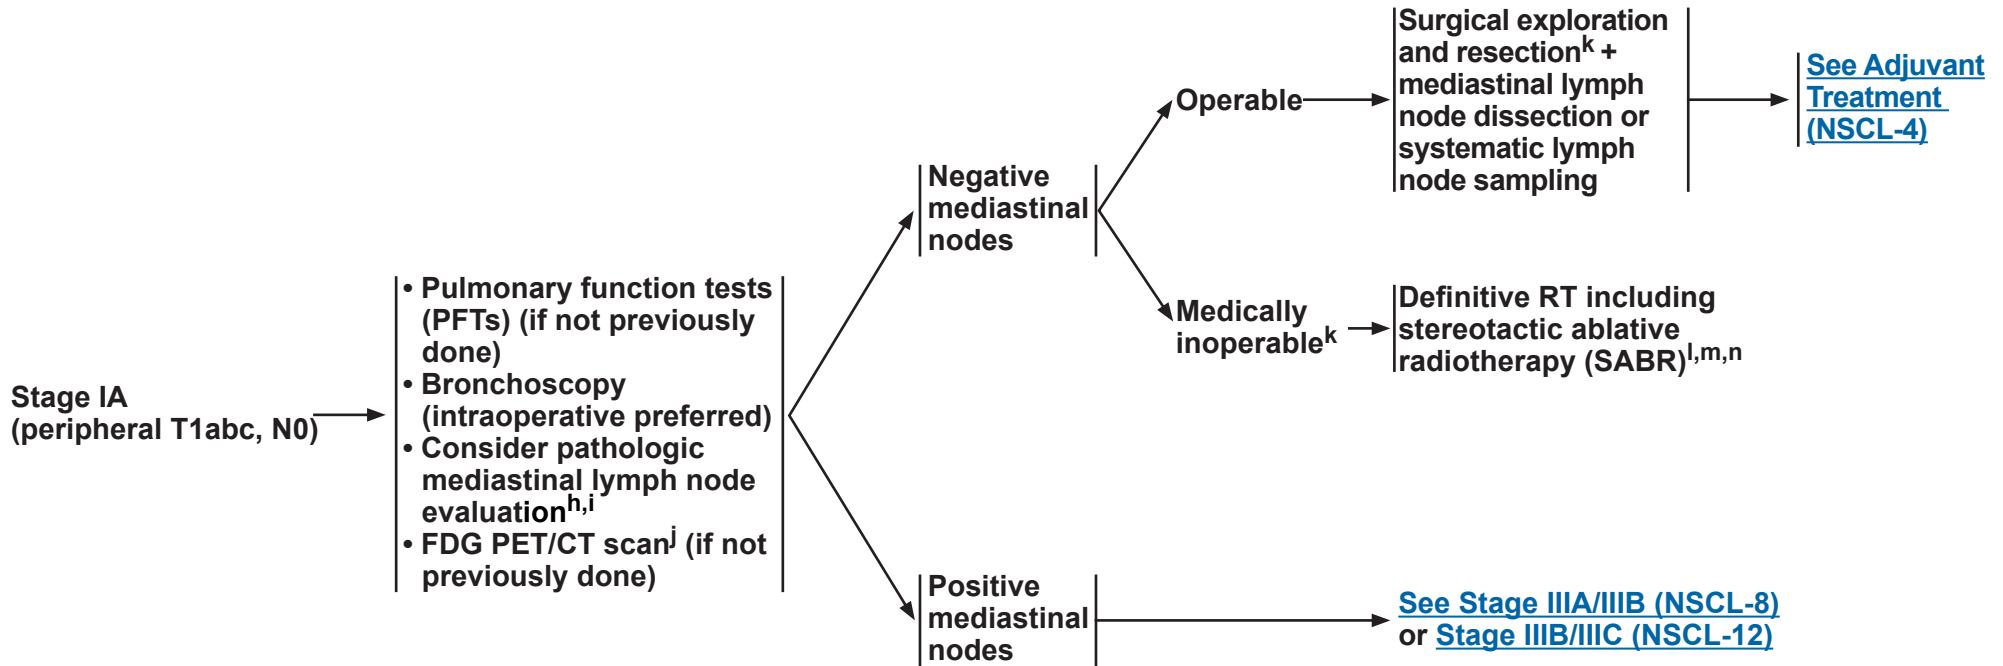 Stage IA
(peripheral T1abc, N0)
• Pulmonary function tests
(PFTs) (if not previously
done)
• Bronchoscopy
(intraoperative preferred)
• Consider pathologic
mediastinal lymph node
evaluationh,i
• FDG PET/CT scanj (if not
previously done)
Negative
mediastinal
nodes
Operable
Surgical exploration
and resectionk +
mediastinal lymph
node dissection or
systematic lymph
node sampling
See Adjuvant
Treatment
(NSCL-4)
Medically
inoperablek
Definitive RT including
stereotactic ablative
radiotherapy (SABR)l,m,n
Positive
mediastinal
nodes
See Stage IIIA/IIIB (NSCL-8)
or Stage IIIB/IIIC (NSCL-12)